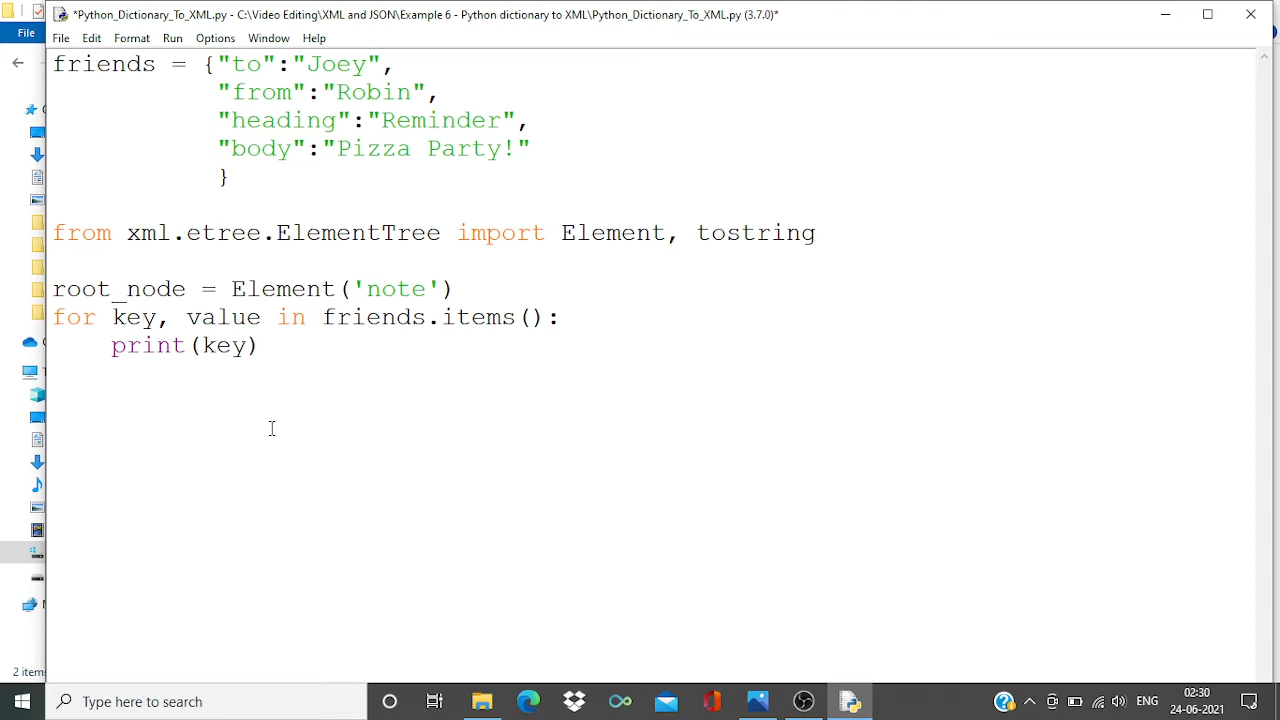 *Python_Dictionary_To_XML.py - C:\Video Editing\XML and JSON\Example 6 - Python dictionary to XML\Python_Dictionary_To_XML.py (3.7.0)*
File
File Edit Format Run Options Window Help
friends = {"to":"Joey",
"from":"Robin",
"heading":"Reminder",
"body":"Pizza Party!"
}
from xml.etree.ElementTree import Element, tostring
root_node = Element('note')
for key, value in friends.items():
    print(key)
2 items
Type here to search
ENG
02:30
24-06-2021